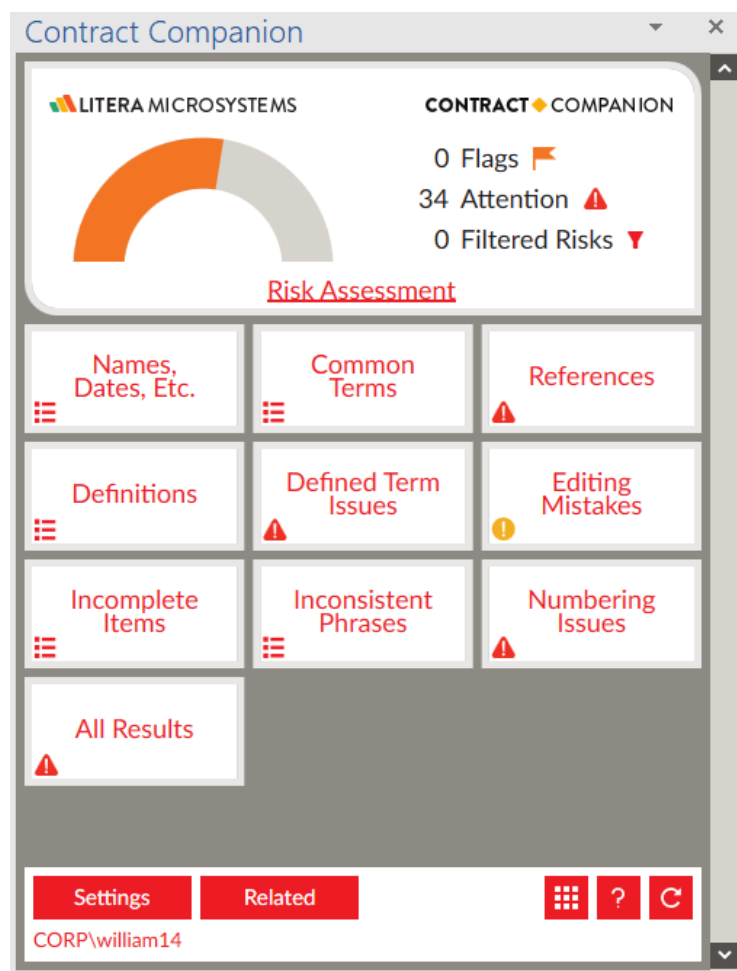 Contract Companion
LITERA MICROSYSTEMS
CONTRACT COMPANION
0 Flags
34 Attention
0 Filtered Risks
Risk Assessment
Names,
Dates, Etc.
Common
Terms
References
Definitions
Defined Term
Issues
Editing
Mistakes
Incomplete
Items
Inconsistent
Phrases
Numbering
Issues
All Results
Settings
Related
?
CORP\william14